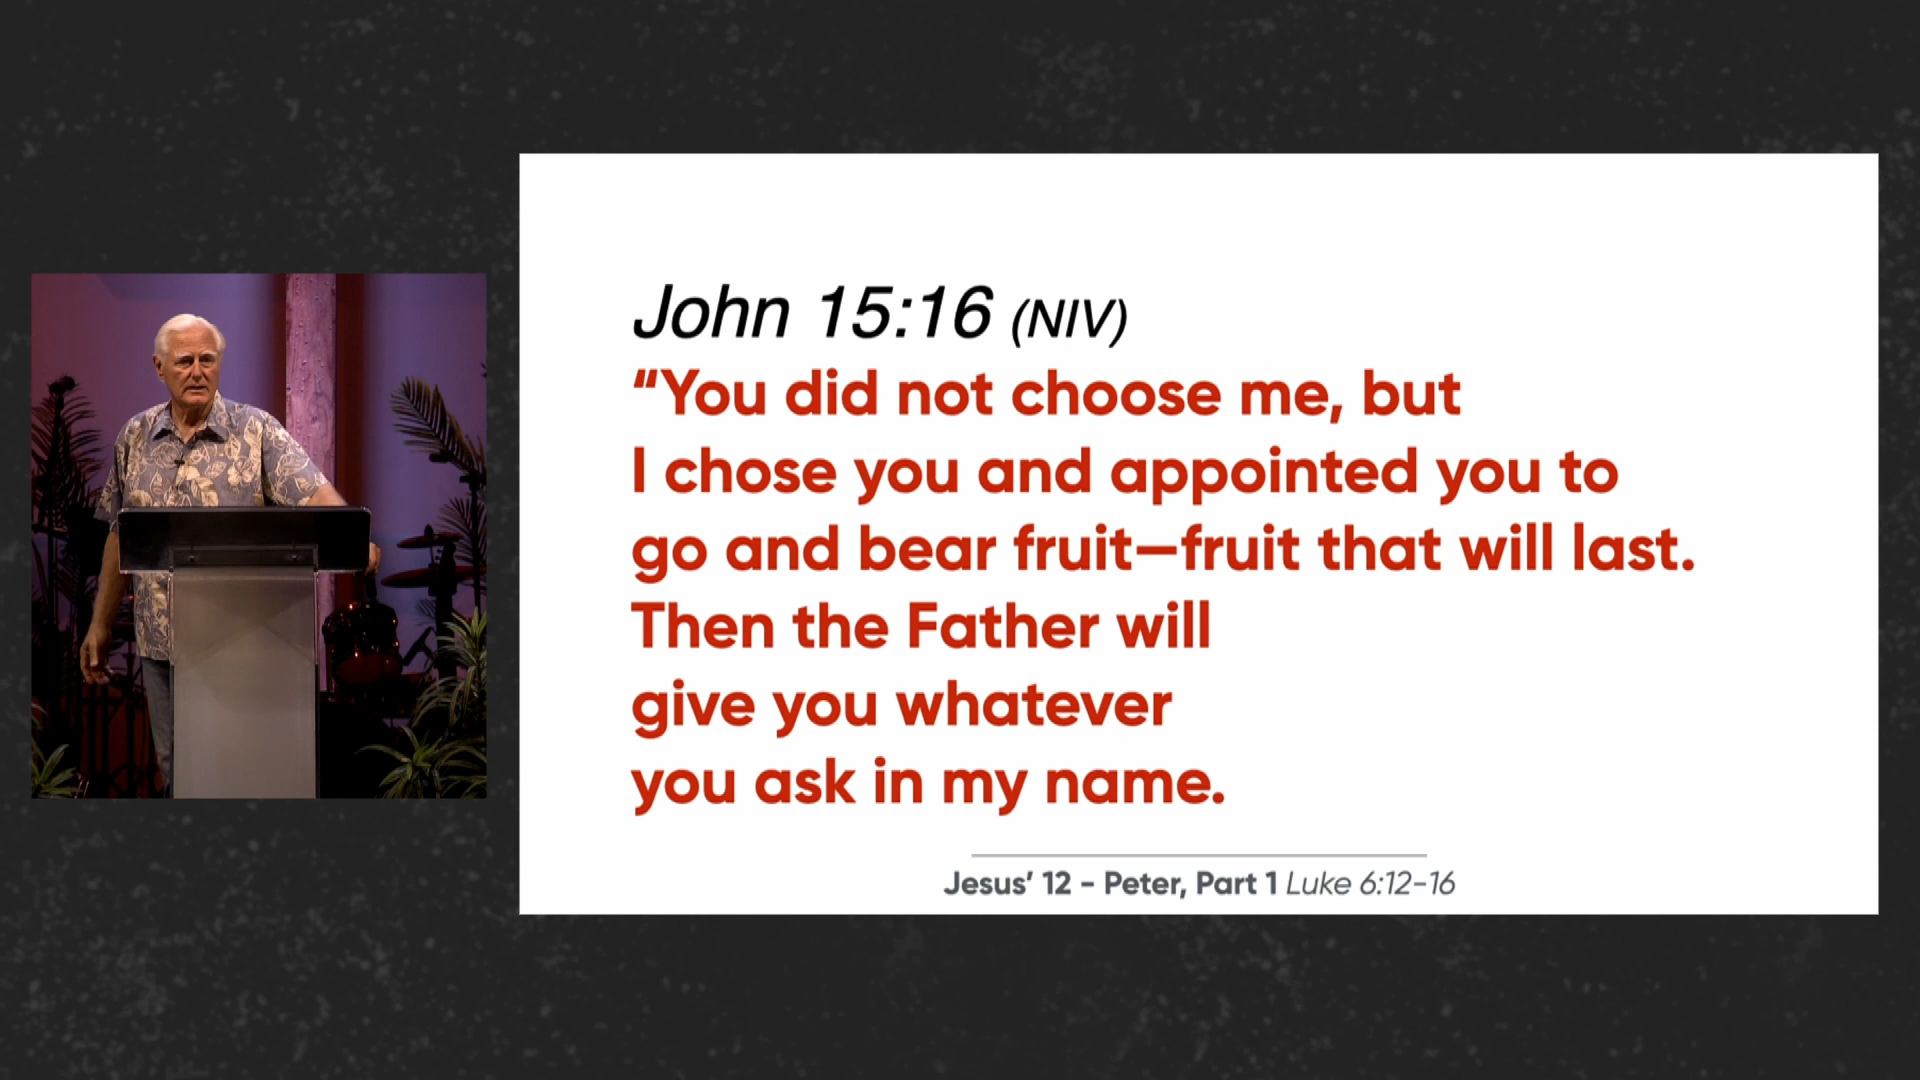 John 15:16 (NIV)
“You did not choose me, but
I chose you and appointed you to
go and bear fruit—fruit that will last.
Then the Father will
give you whatever
you ask in my name.
Jesus’ 12 - Peter, Part 1 Luke 6:12-16